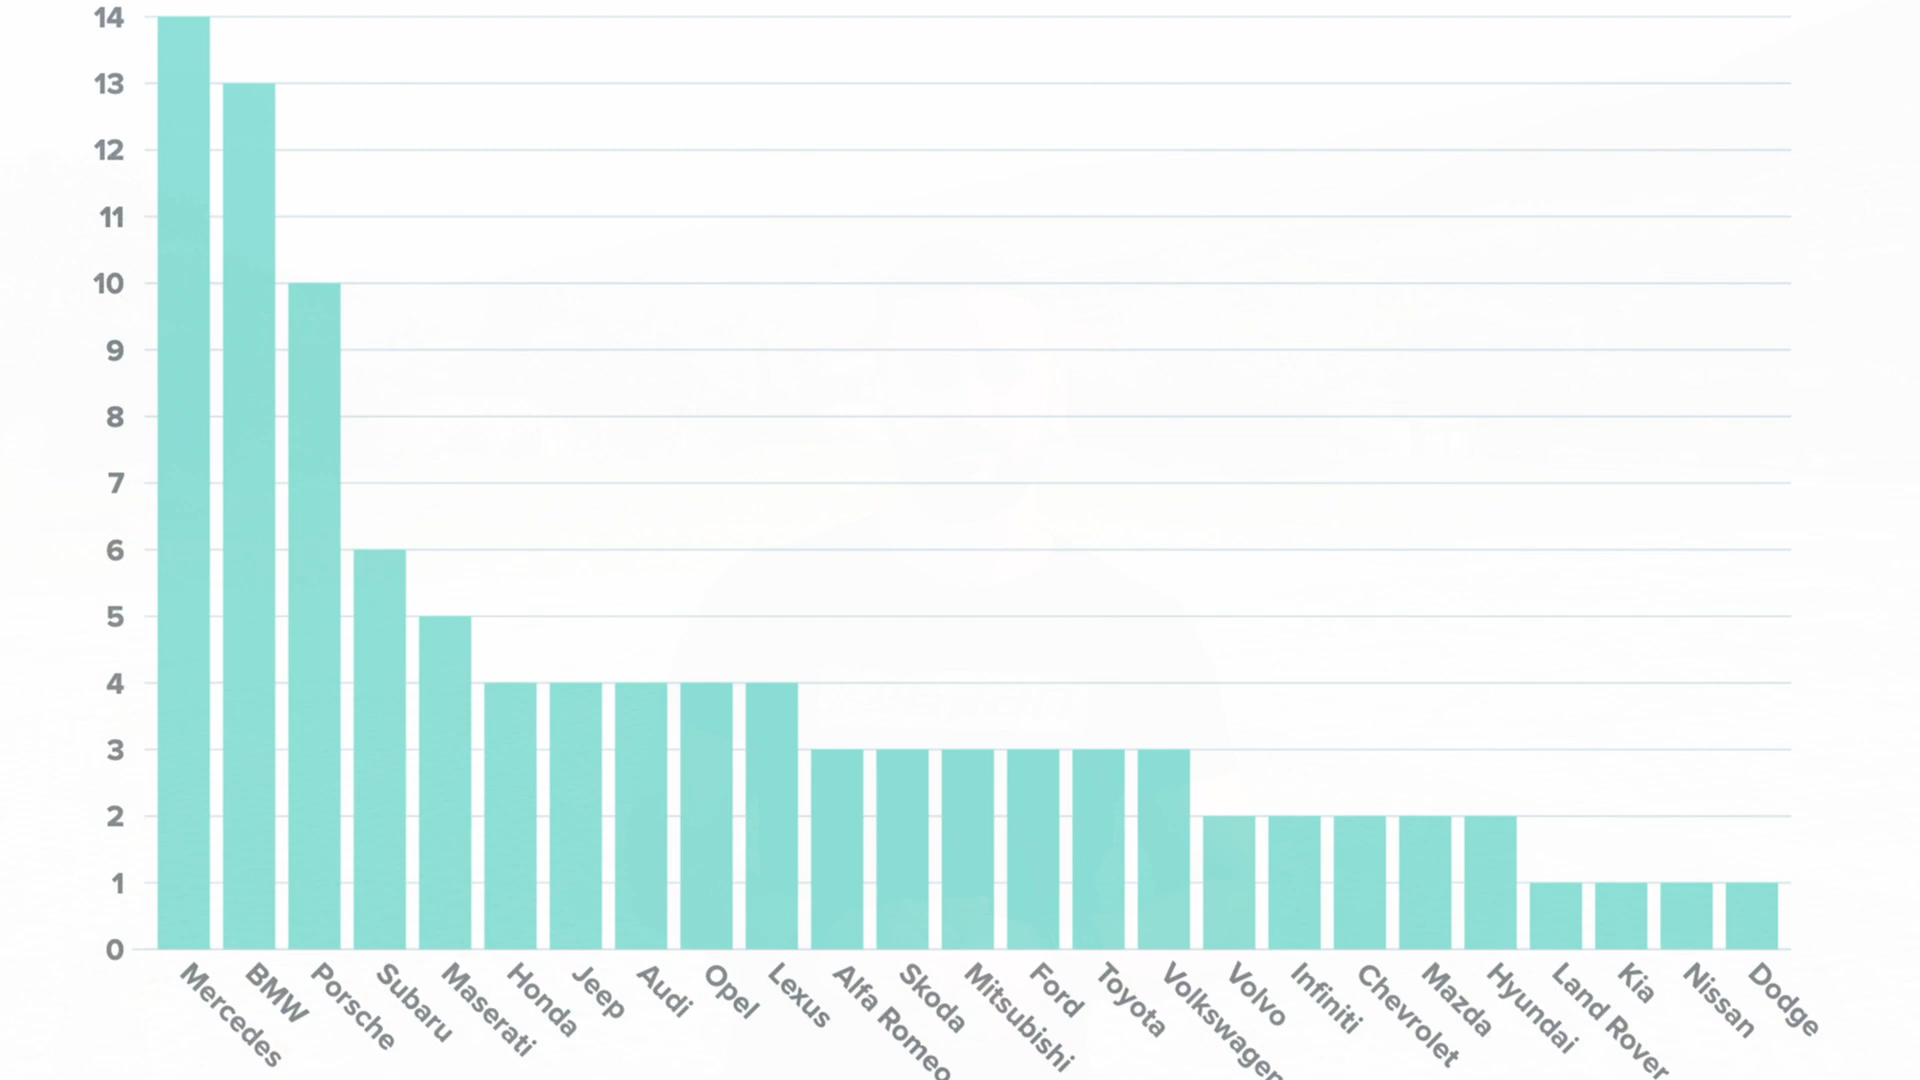 14
13
12
11
10
9
8
7
6
5
4
3
2
1
0
Mercedes
BMW
Porsche
Subaru
Maserati
Honda
Jeep
Audi
Opel
Lexus
Alfa Romeo
Skoda
Mitsubishi
Ford
Toyota
Volkswagen
Volvo
Infiniti
Chevrolet
Mazda
Hyundai
Land Rover
Kia
Nissan
Dodge